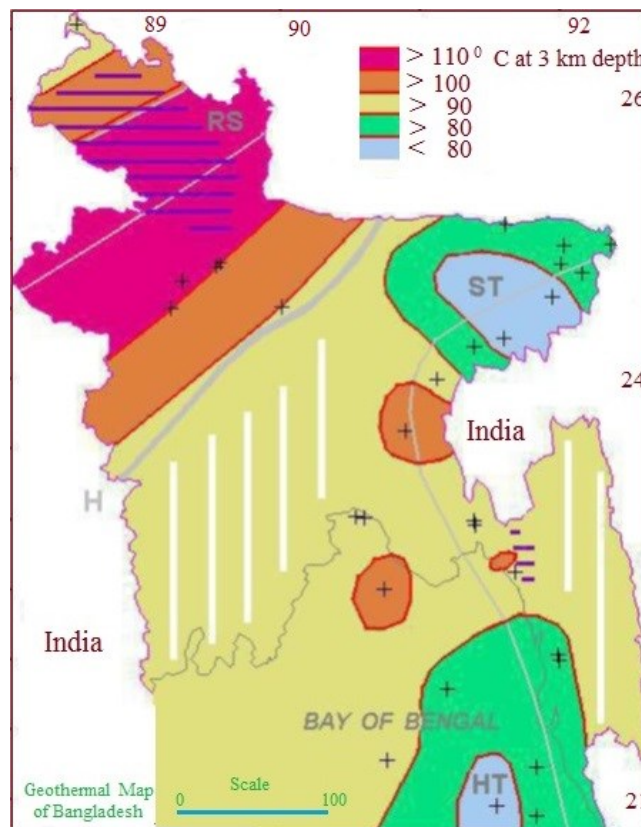 89 90 92
> 110⁰ C at 3 km depth
> 100
> 90
> 80
< 80
26
RS
ST
24
India
H
India
BAY OF BENGAL
HT
Geothermal Map
of Bangladesh
Scale
0 100